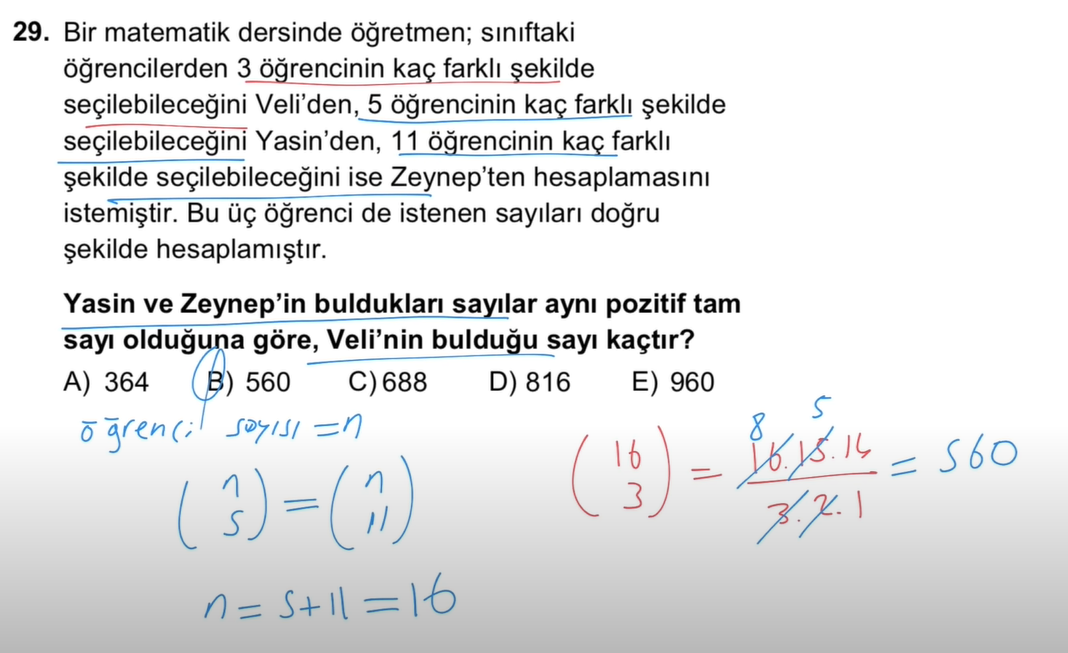 29. Bir matematik dersinde öğretmen; sınıftaki
öğrencilerden 3 öğrencinin kaç farklı şekilde
seçilebileceğini Veli'den, 5 öğrencinin kaç farklı şekilde
seçilebileceğini Yasin'den, 11 öğrencinin kaç farklı
şekilde seçilebileceğini ise Zeynep'ten hesaplamasını
istemiştir. Bu üç öğrenci de istenen sayıları doğru
şekilde hesaplamıştır.
Yasin ve Zeynep'in buldukları sayılar aynı pozitif tam
sayı olduğuna göre, Veli'nin bulduğu sayı kaçtır?
A) 364 B) 560 C) 688 D) 816 E) 960
öğrenci sayısı = n
(n 5) = (n 11)
n = 5+11 = 16
8 5
(16 3) = 16.15.14 / 3.2.1 = 560